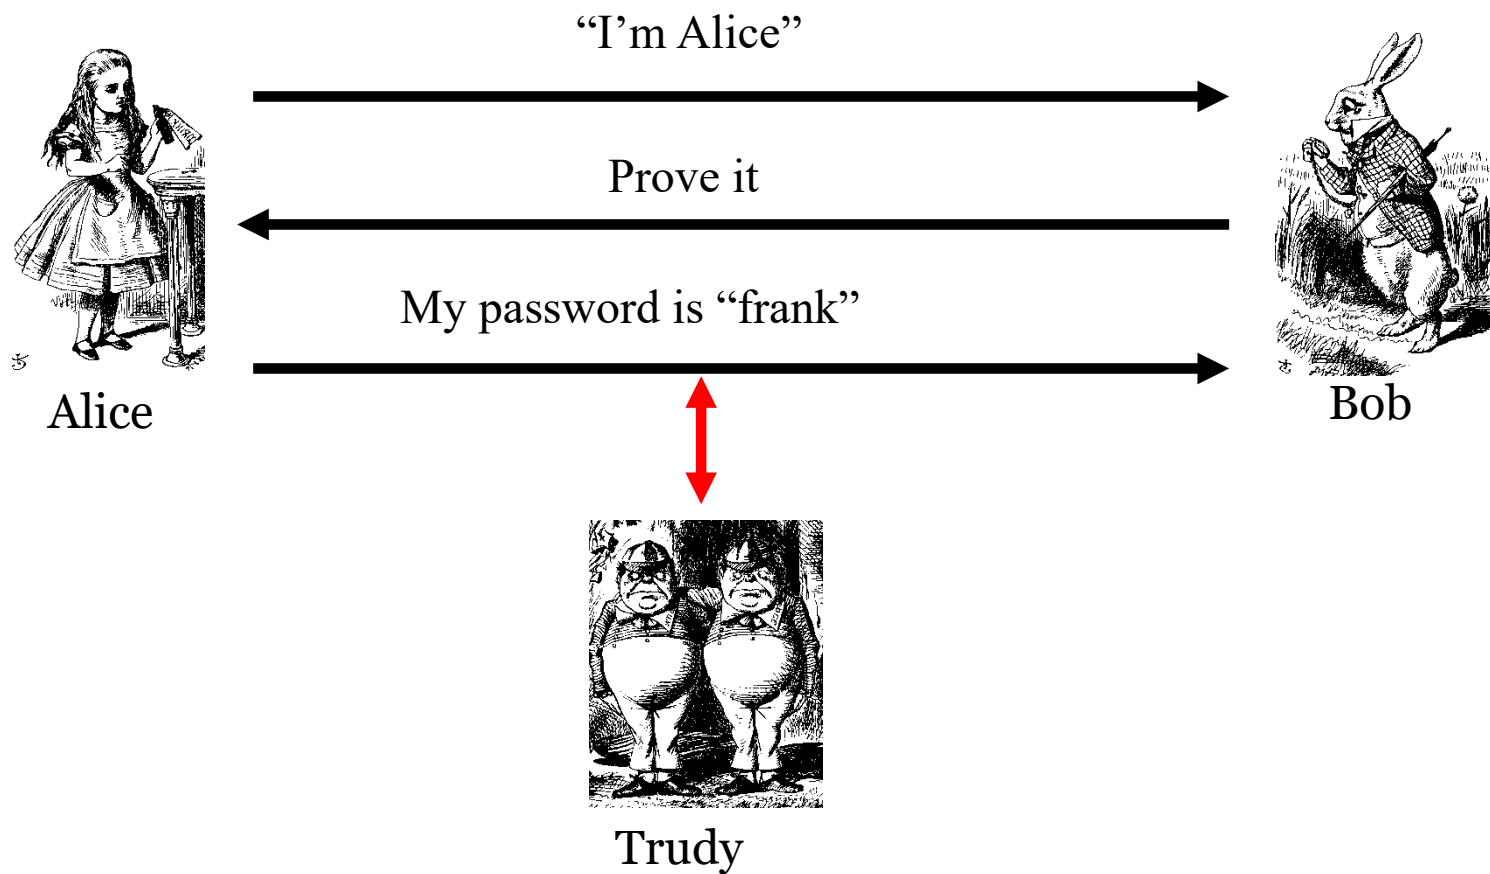 “I’m Alice”
Prove it
My password is “frank”
Alice
Bob
Trudy